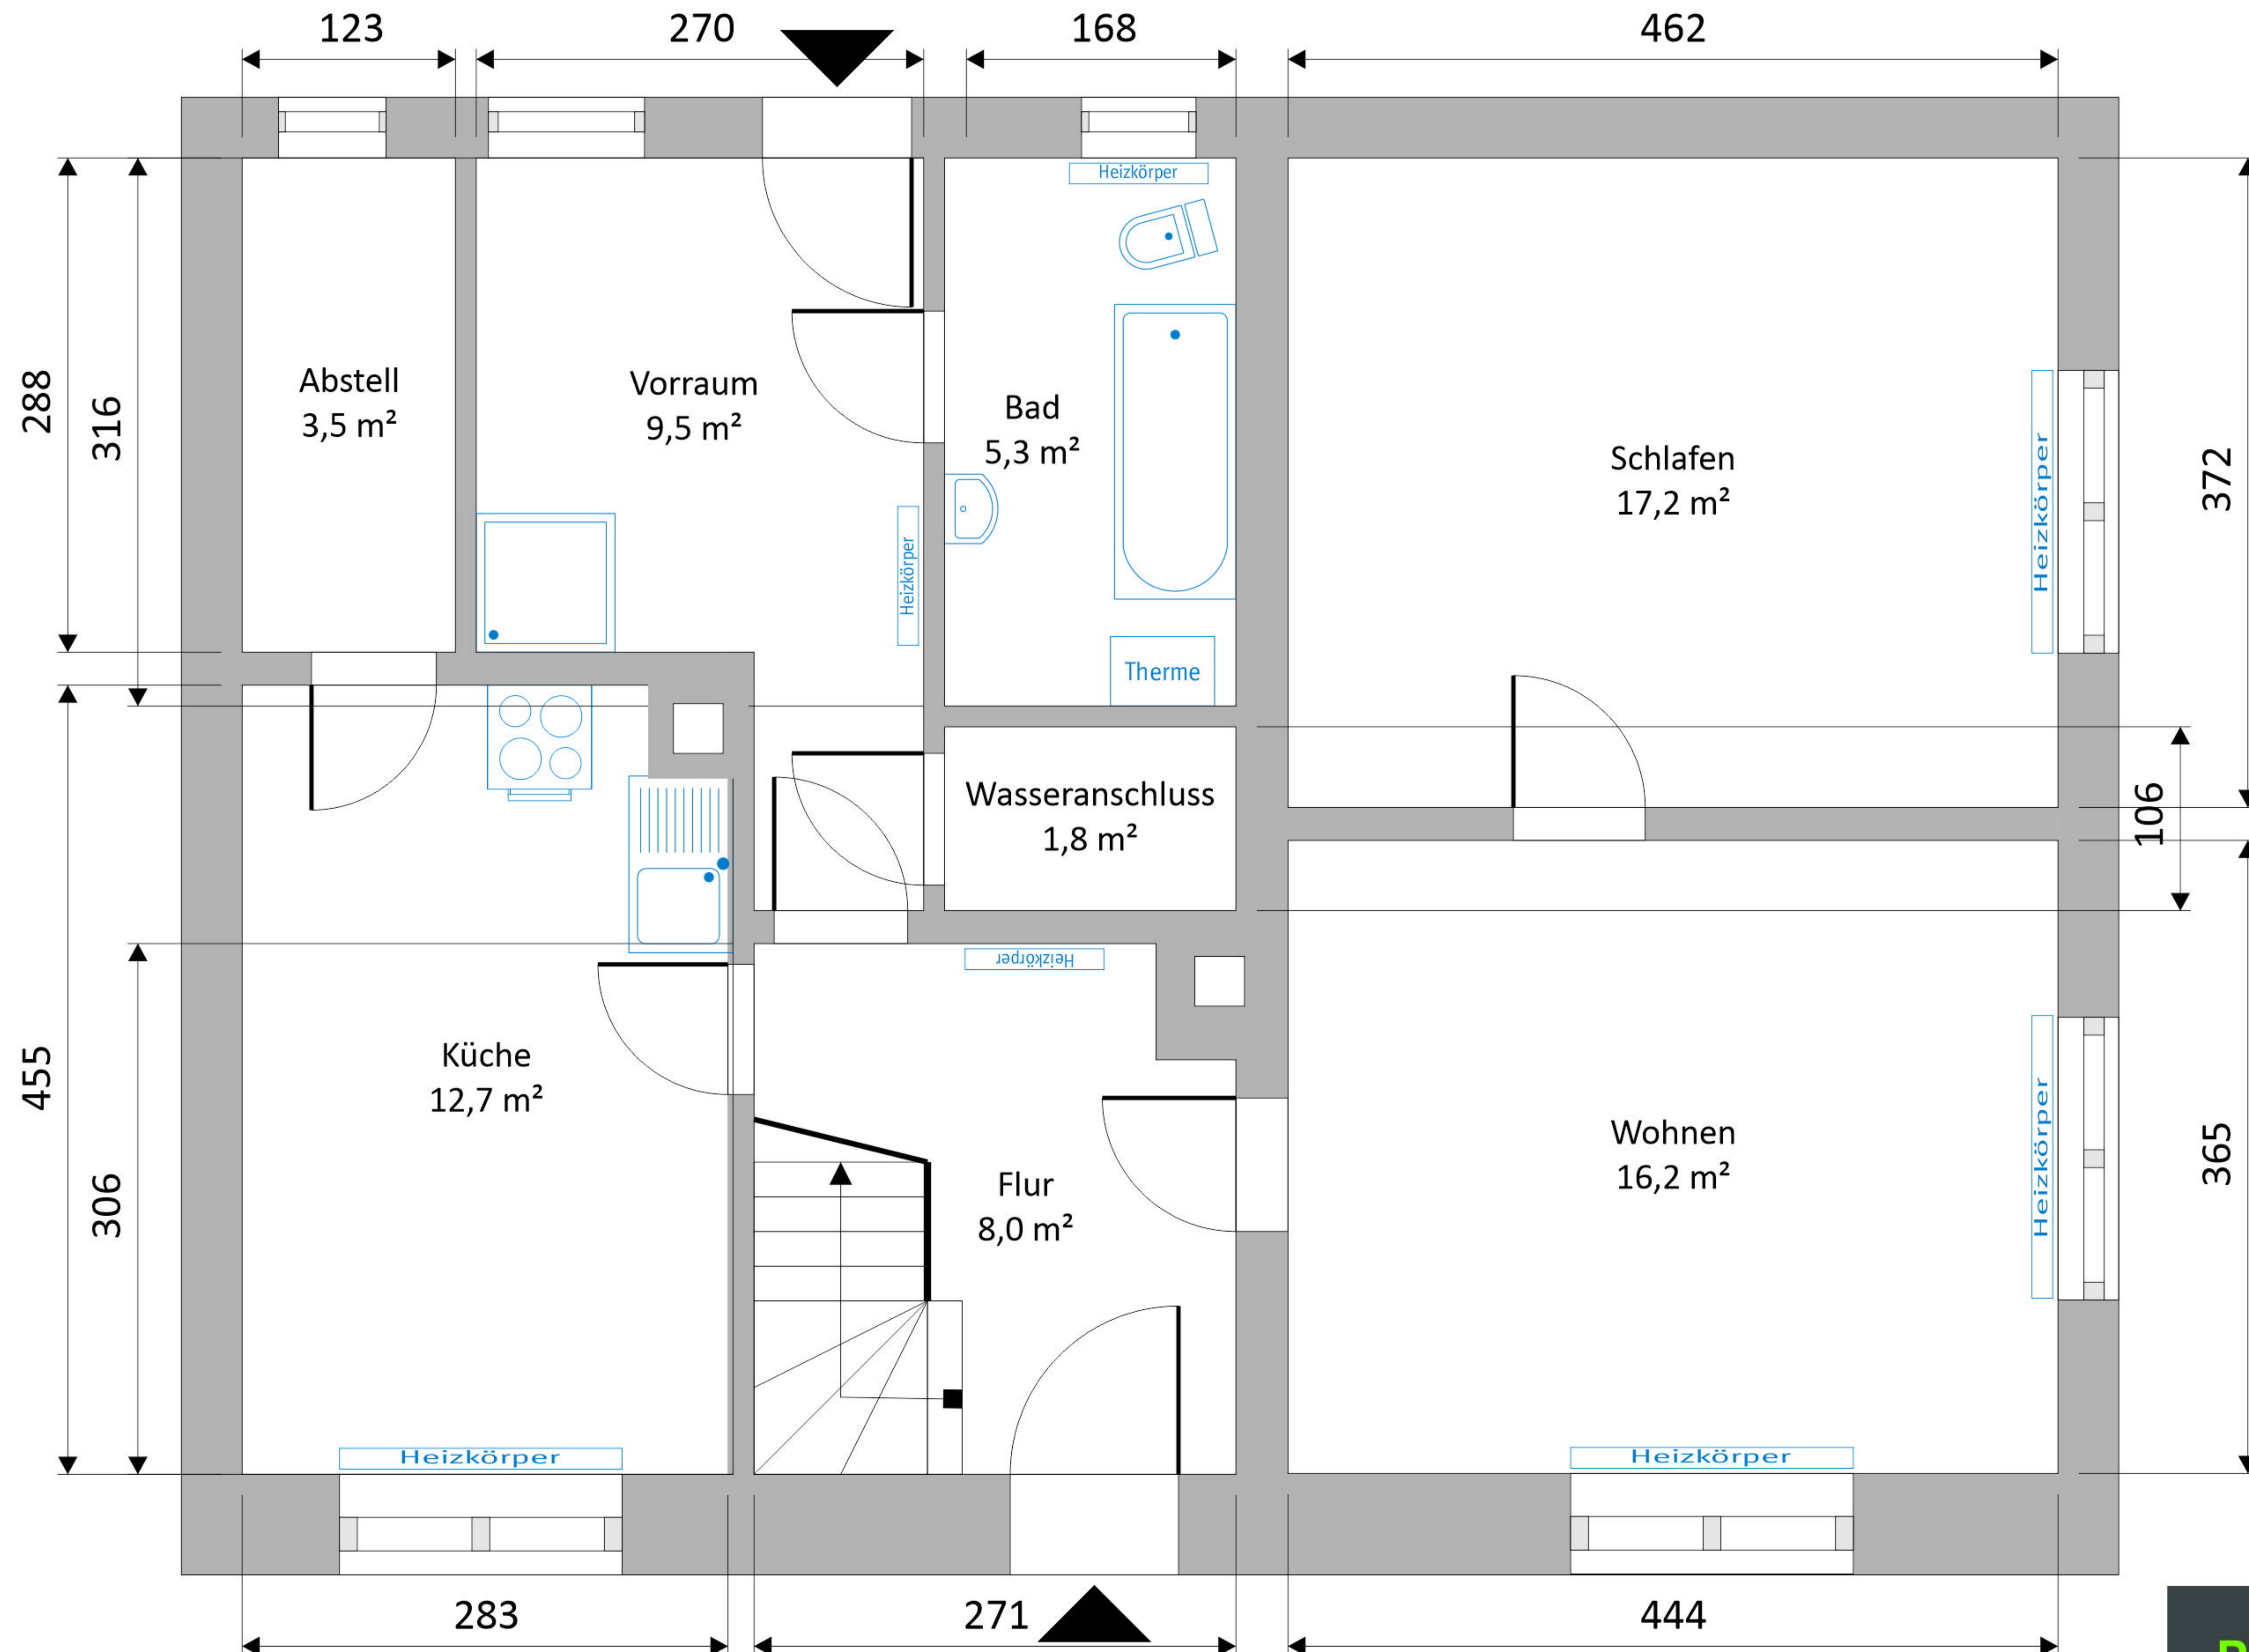 123
270
168
462
Heizkörper
Abstell
3,5 m²
Vorraum
9,5 m²
Bad
5,3 m²
Schlafen
17,2 m²
Heizkörper
288
316
372
Heizkörper
Therme
Wasseranschluss
1,8 m²
106
Heizkörper
Küche
12,7 m²
455
306
Flur
8,0 m²
Wohnen
16,2 m²
Heizkörper
365
Heizkörper
Heizkörper
283
271
444